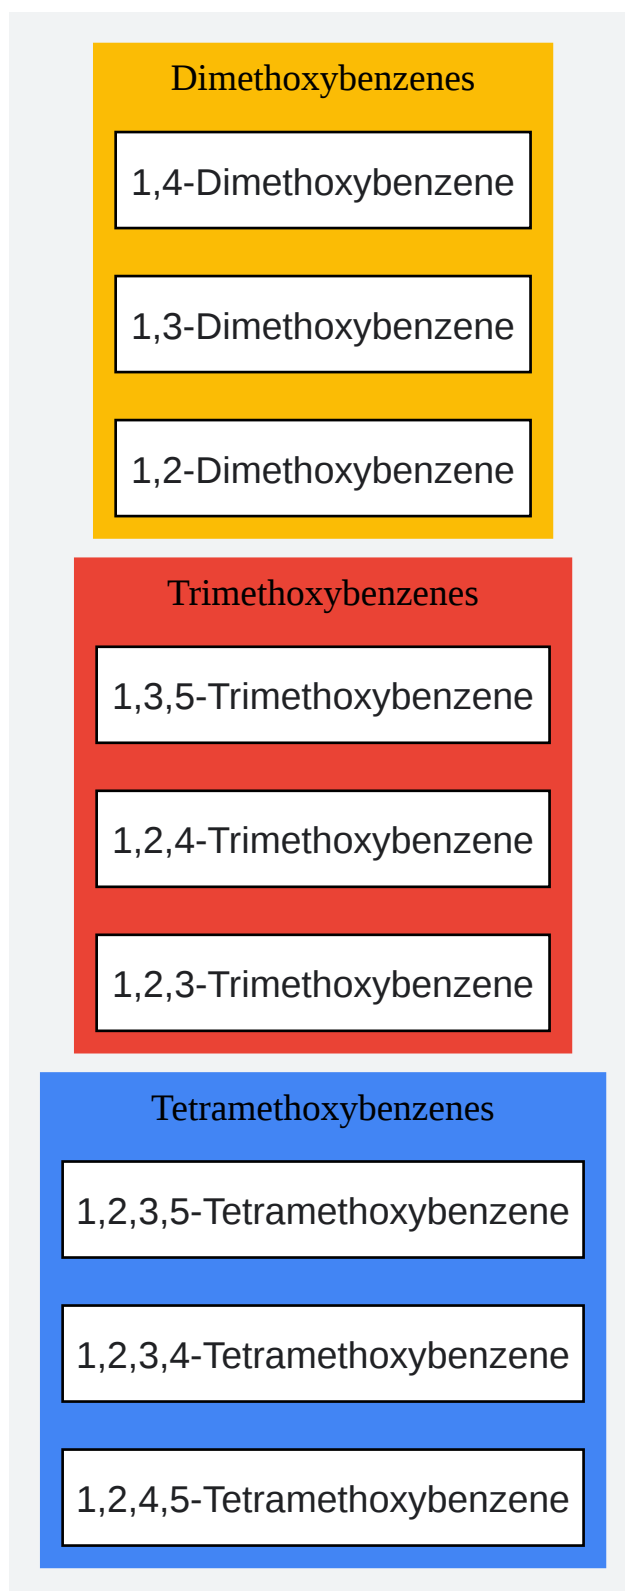 Dimethoxybenzenes
1,4-Dimethoxybenzene
1,3-Dimethoxybenzene
1,2-Dimethoxybenzene
Trimethoxybenzenes
1,3,5-Trimethoxybenzene
1,2,4-Trimethoxybenzene
1,2,3-Trimethoxybenzene
Tetramethoxybenzenes
1,2,3,5-Tetramethoxybenzene
1,2,3,4-Tetramethoxybenzene
1,2,4,5-Tetramethoxybenzene